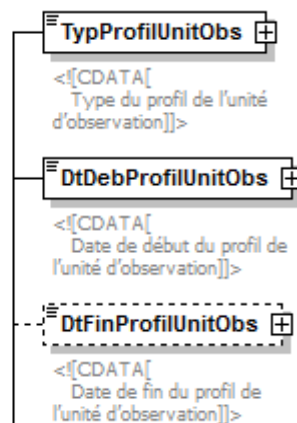 TypProfilUnitObs
<![CDATA[
Type du profil de l'unité
d'observation]]>
DtDebProfilUnitObs
<![CDATA[
Date de début du profil de
l'unité d'observation]]>
DtFinProfilUnitObs
<![CDATA[
Date de fin du profil de
l'unité d'observation]]>